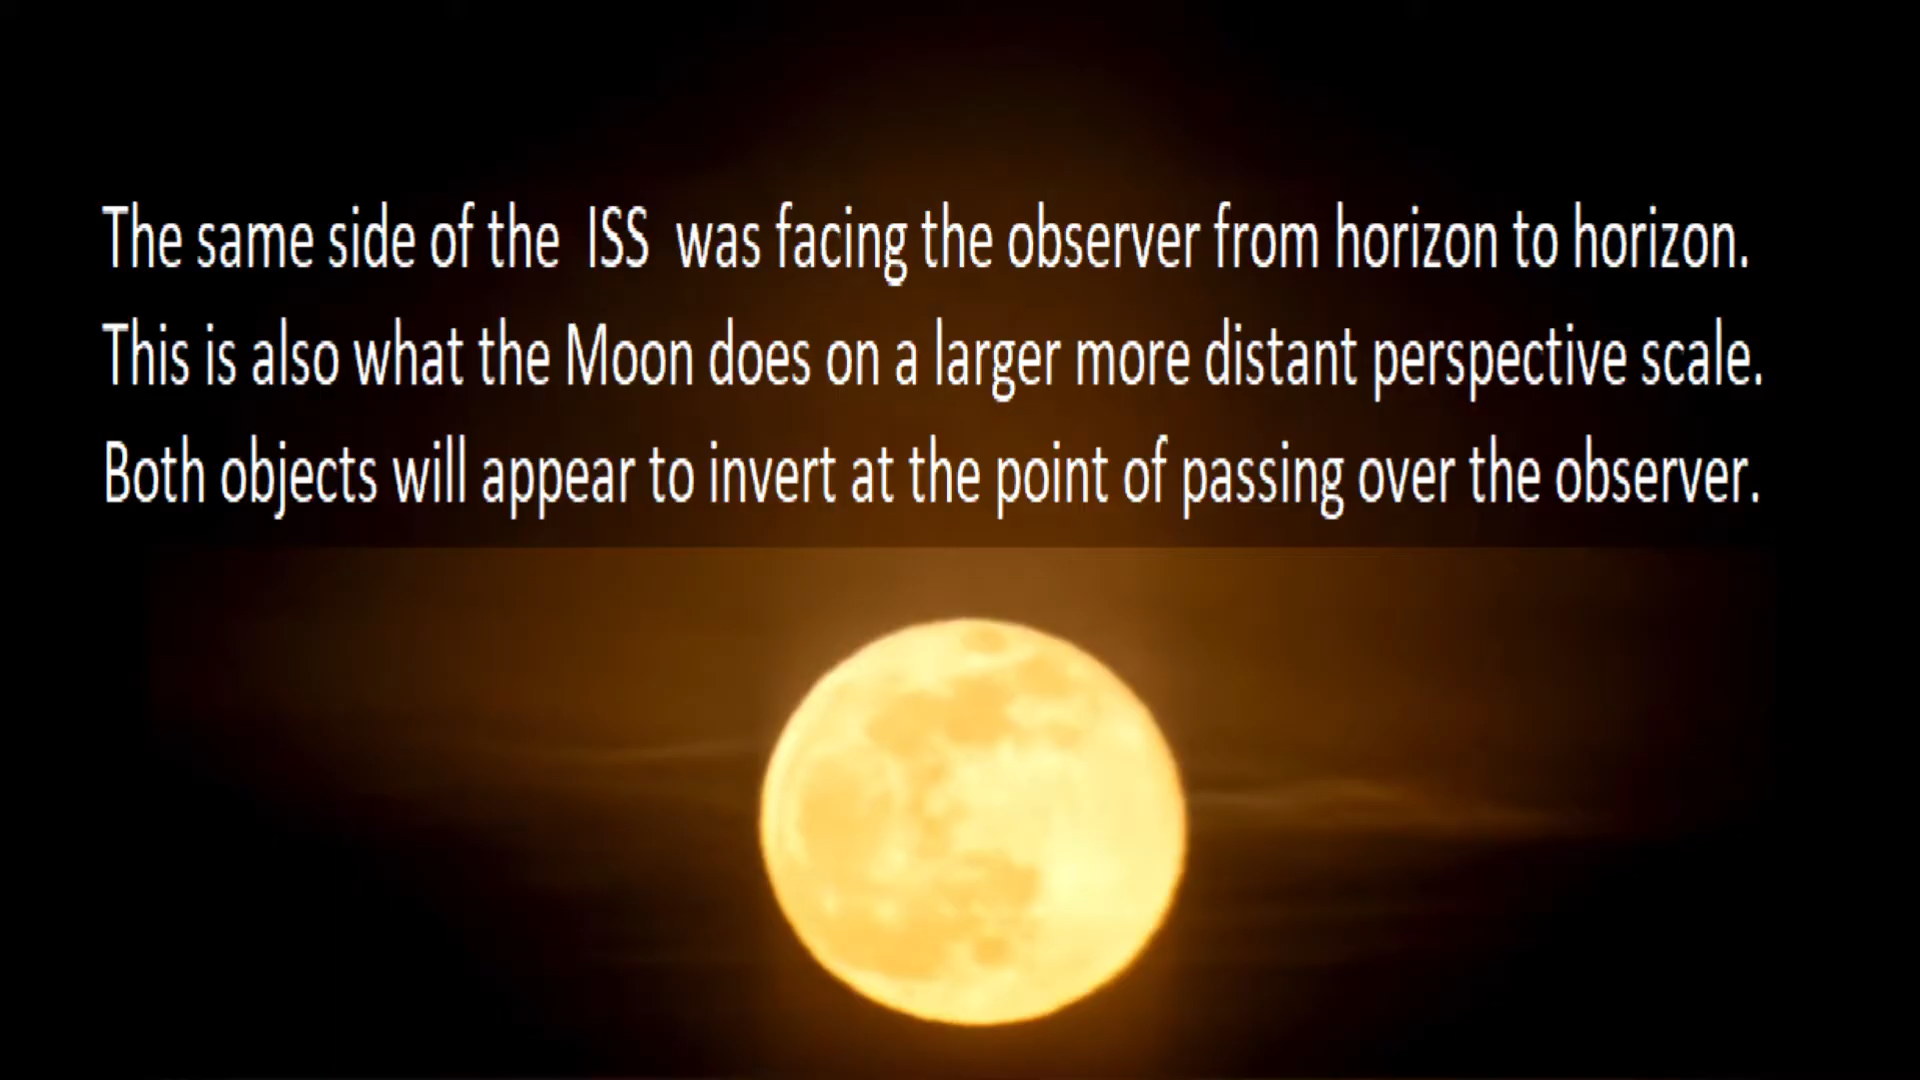 The same side of the ISS was facing the observer from horizon to horizon.
This is also what the Moon does on a larger more distant perspective scale.
Both objects will appear to invert at the point of passing over the observer.